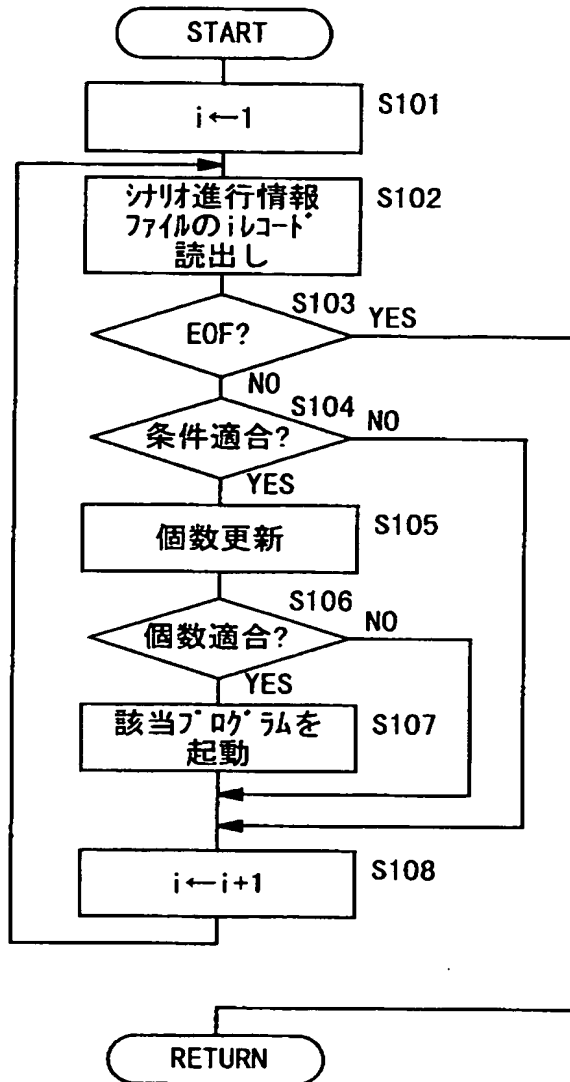 START
i←1
S101
シナリオ進行情報
ファイルのiレコード
読出し
S102
S103
EOF?
YES
NO
S104
条件適合?
NO
YES
個数更新
S105
S106
個数適合?
NO
YES
該当プログラムを
起動
S107
i←i+1
S108
RETURN